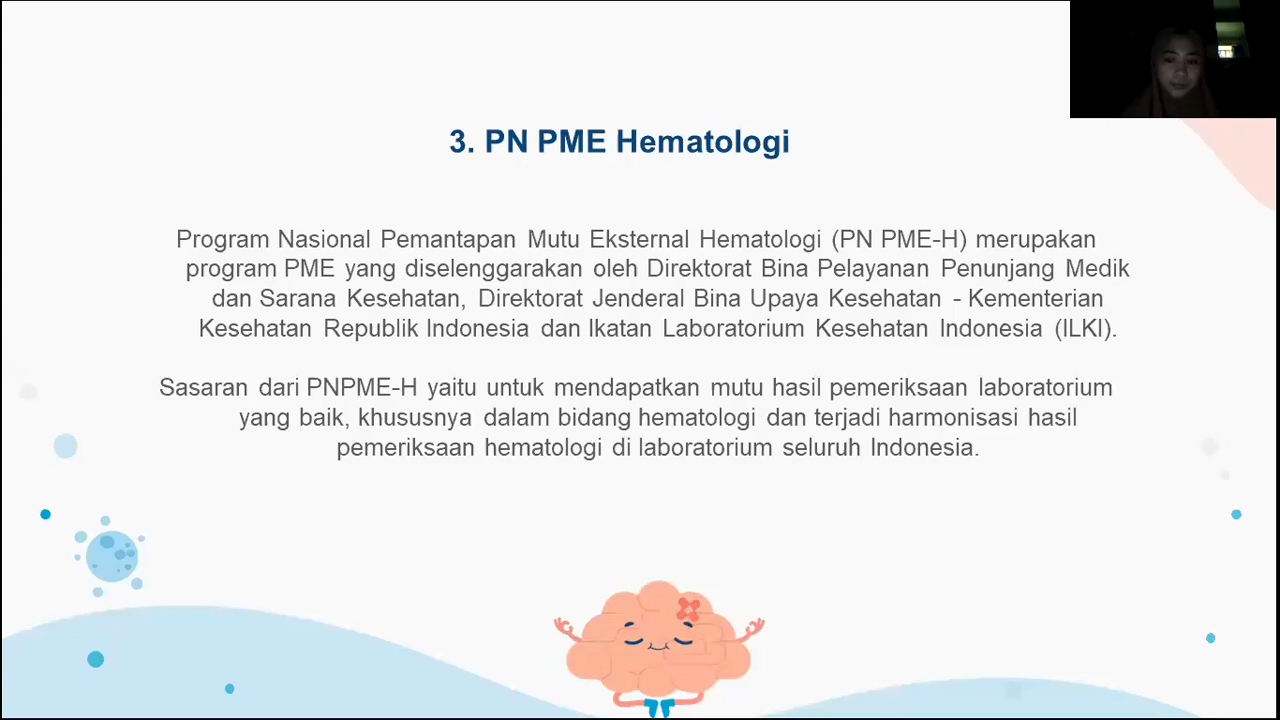 3. PN PME Hematologi
Program Nasional Pemantapan Mutu Eksternal Hematologi (PN PME-H) merupakan
program PME yang diselenggarakan oleh Direktorat Bina Pelayanan Penunjang Medik
dan Sarana Kesehatan, Direktorat Jenderal Bina Upaya Kesehatan - Kementerian
Kesehatan Republik Indonesia dan Ikatan Laboratorium Kesehatan Indonesia (ILKI).
Sasaran dari PNPME-H yaitu untuk mendapatkan mutu hasil pemeriksaan laboratorium
yang baik, khususnya dalam bidang hematologi dan terjadi harmonisasi hasil
pemeriksaan hematologi di laboratorium seluruh Indonesia.